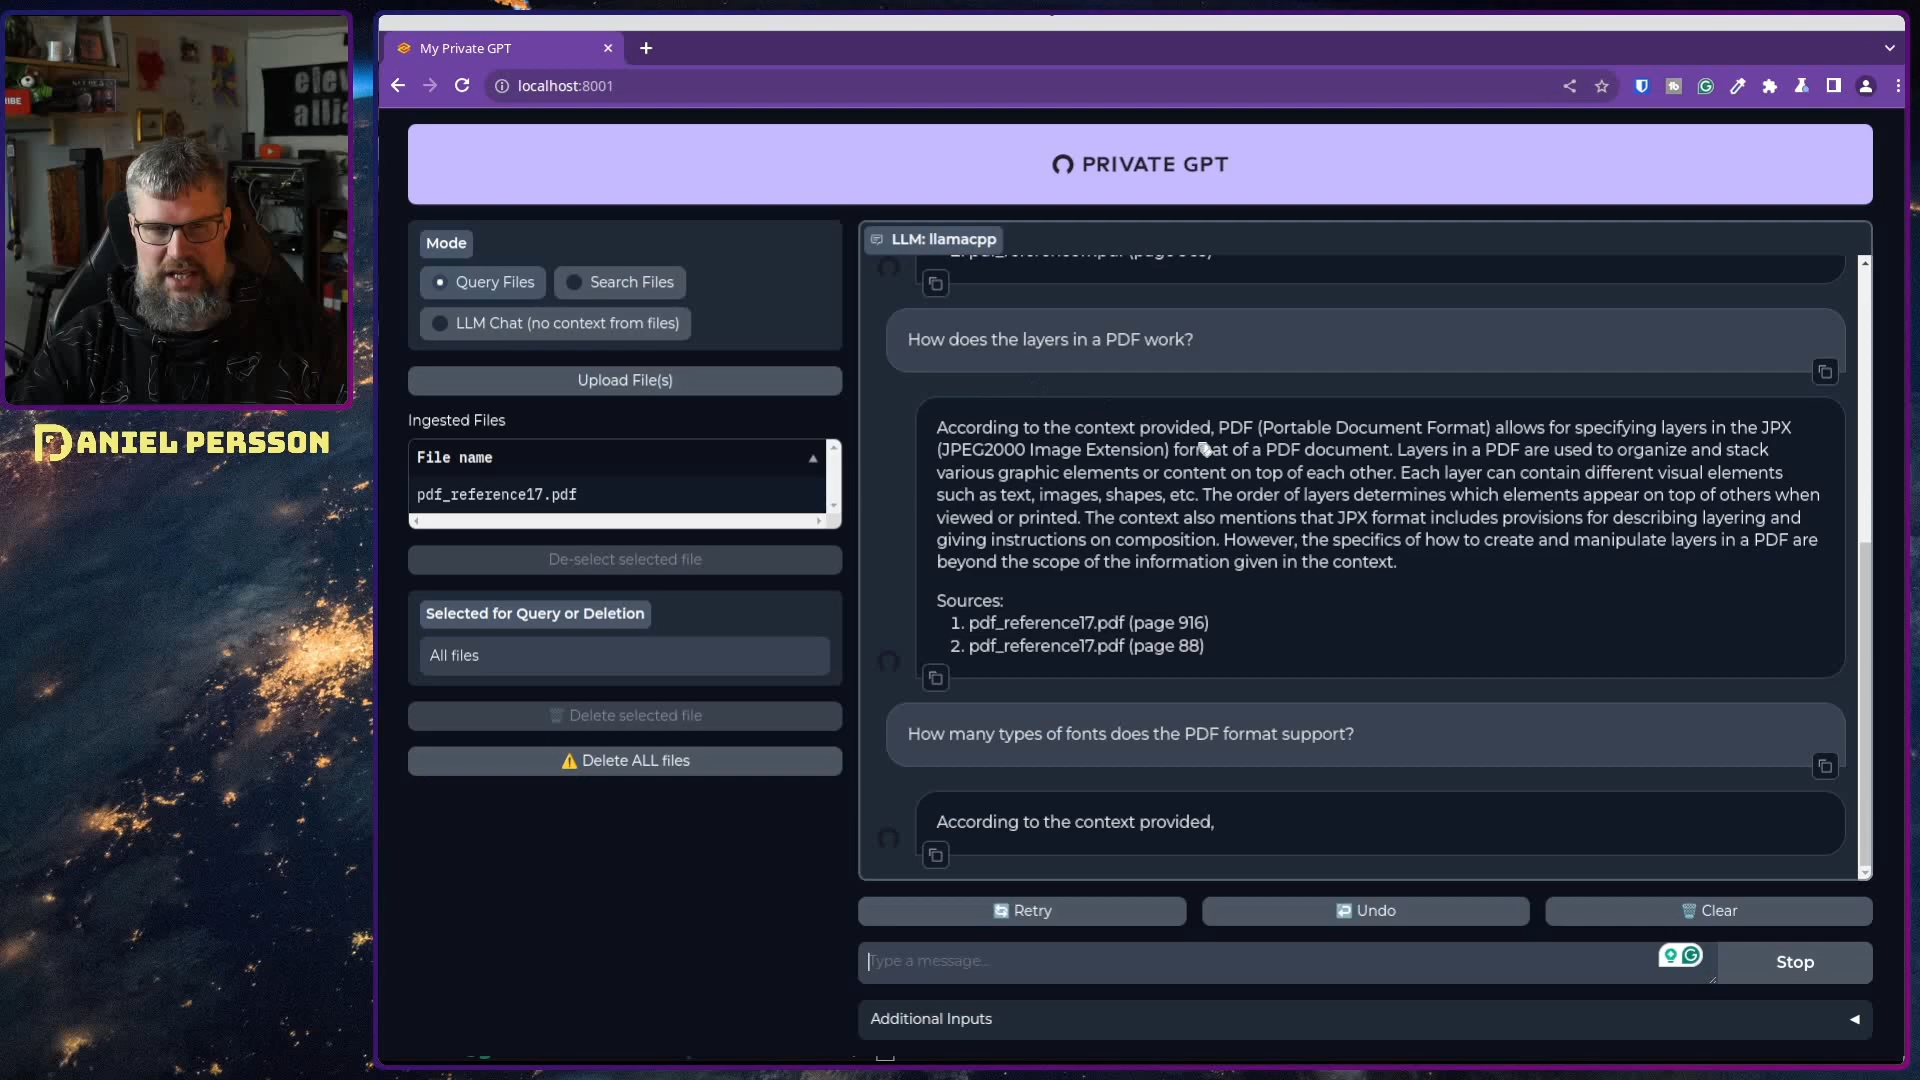 My Private GPT
localhost:8001
PRIVATE GPT
Mode
Query Files
Search Files
LLM Chat (no context from files)
Upload File(s)
Ingested Files
File name
pdf_reference17.pdf
De-select selected file
Selected for Query or Deletion
All files
Delete selected file
Delete ALL files
LLM: llamacpp
How does the layers in a PDF work?
According to the context provided, PDF (Portable Document Format) allows for specifying layers in the JPX
(JPEG2000 Image Extension) format of a PDF document. Layers in a PDF are used to organize and stack
various graphic elements or content on top of each other. Each layer can contain different visual elements
such as text, images, shapes, etc. The order of layers determines which elements appear on top of others when
viewed or printed. The context also mentions that JPX format includes provisions for describing layering and
giving instructions on composition. However, the specifics of how to create and manipulate layers in a PDF are
beyond the scope of the information given in the context.
Sources:
1. pdf_reference17.pdf (page 916)
2. pdf_reference17.pdf (page 88)
How many types of fonts does the PDF format support?
According to the context provided,
Retry
Undo
Clear
Type a message...
Stop
Additional Inputs
DANIEL PERSSON